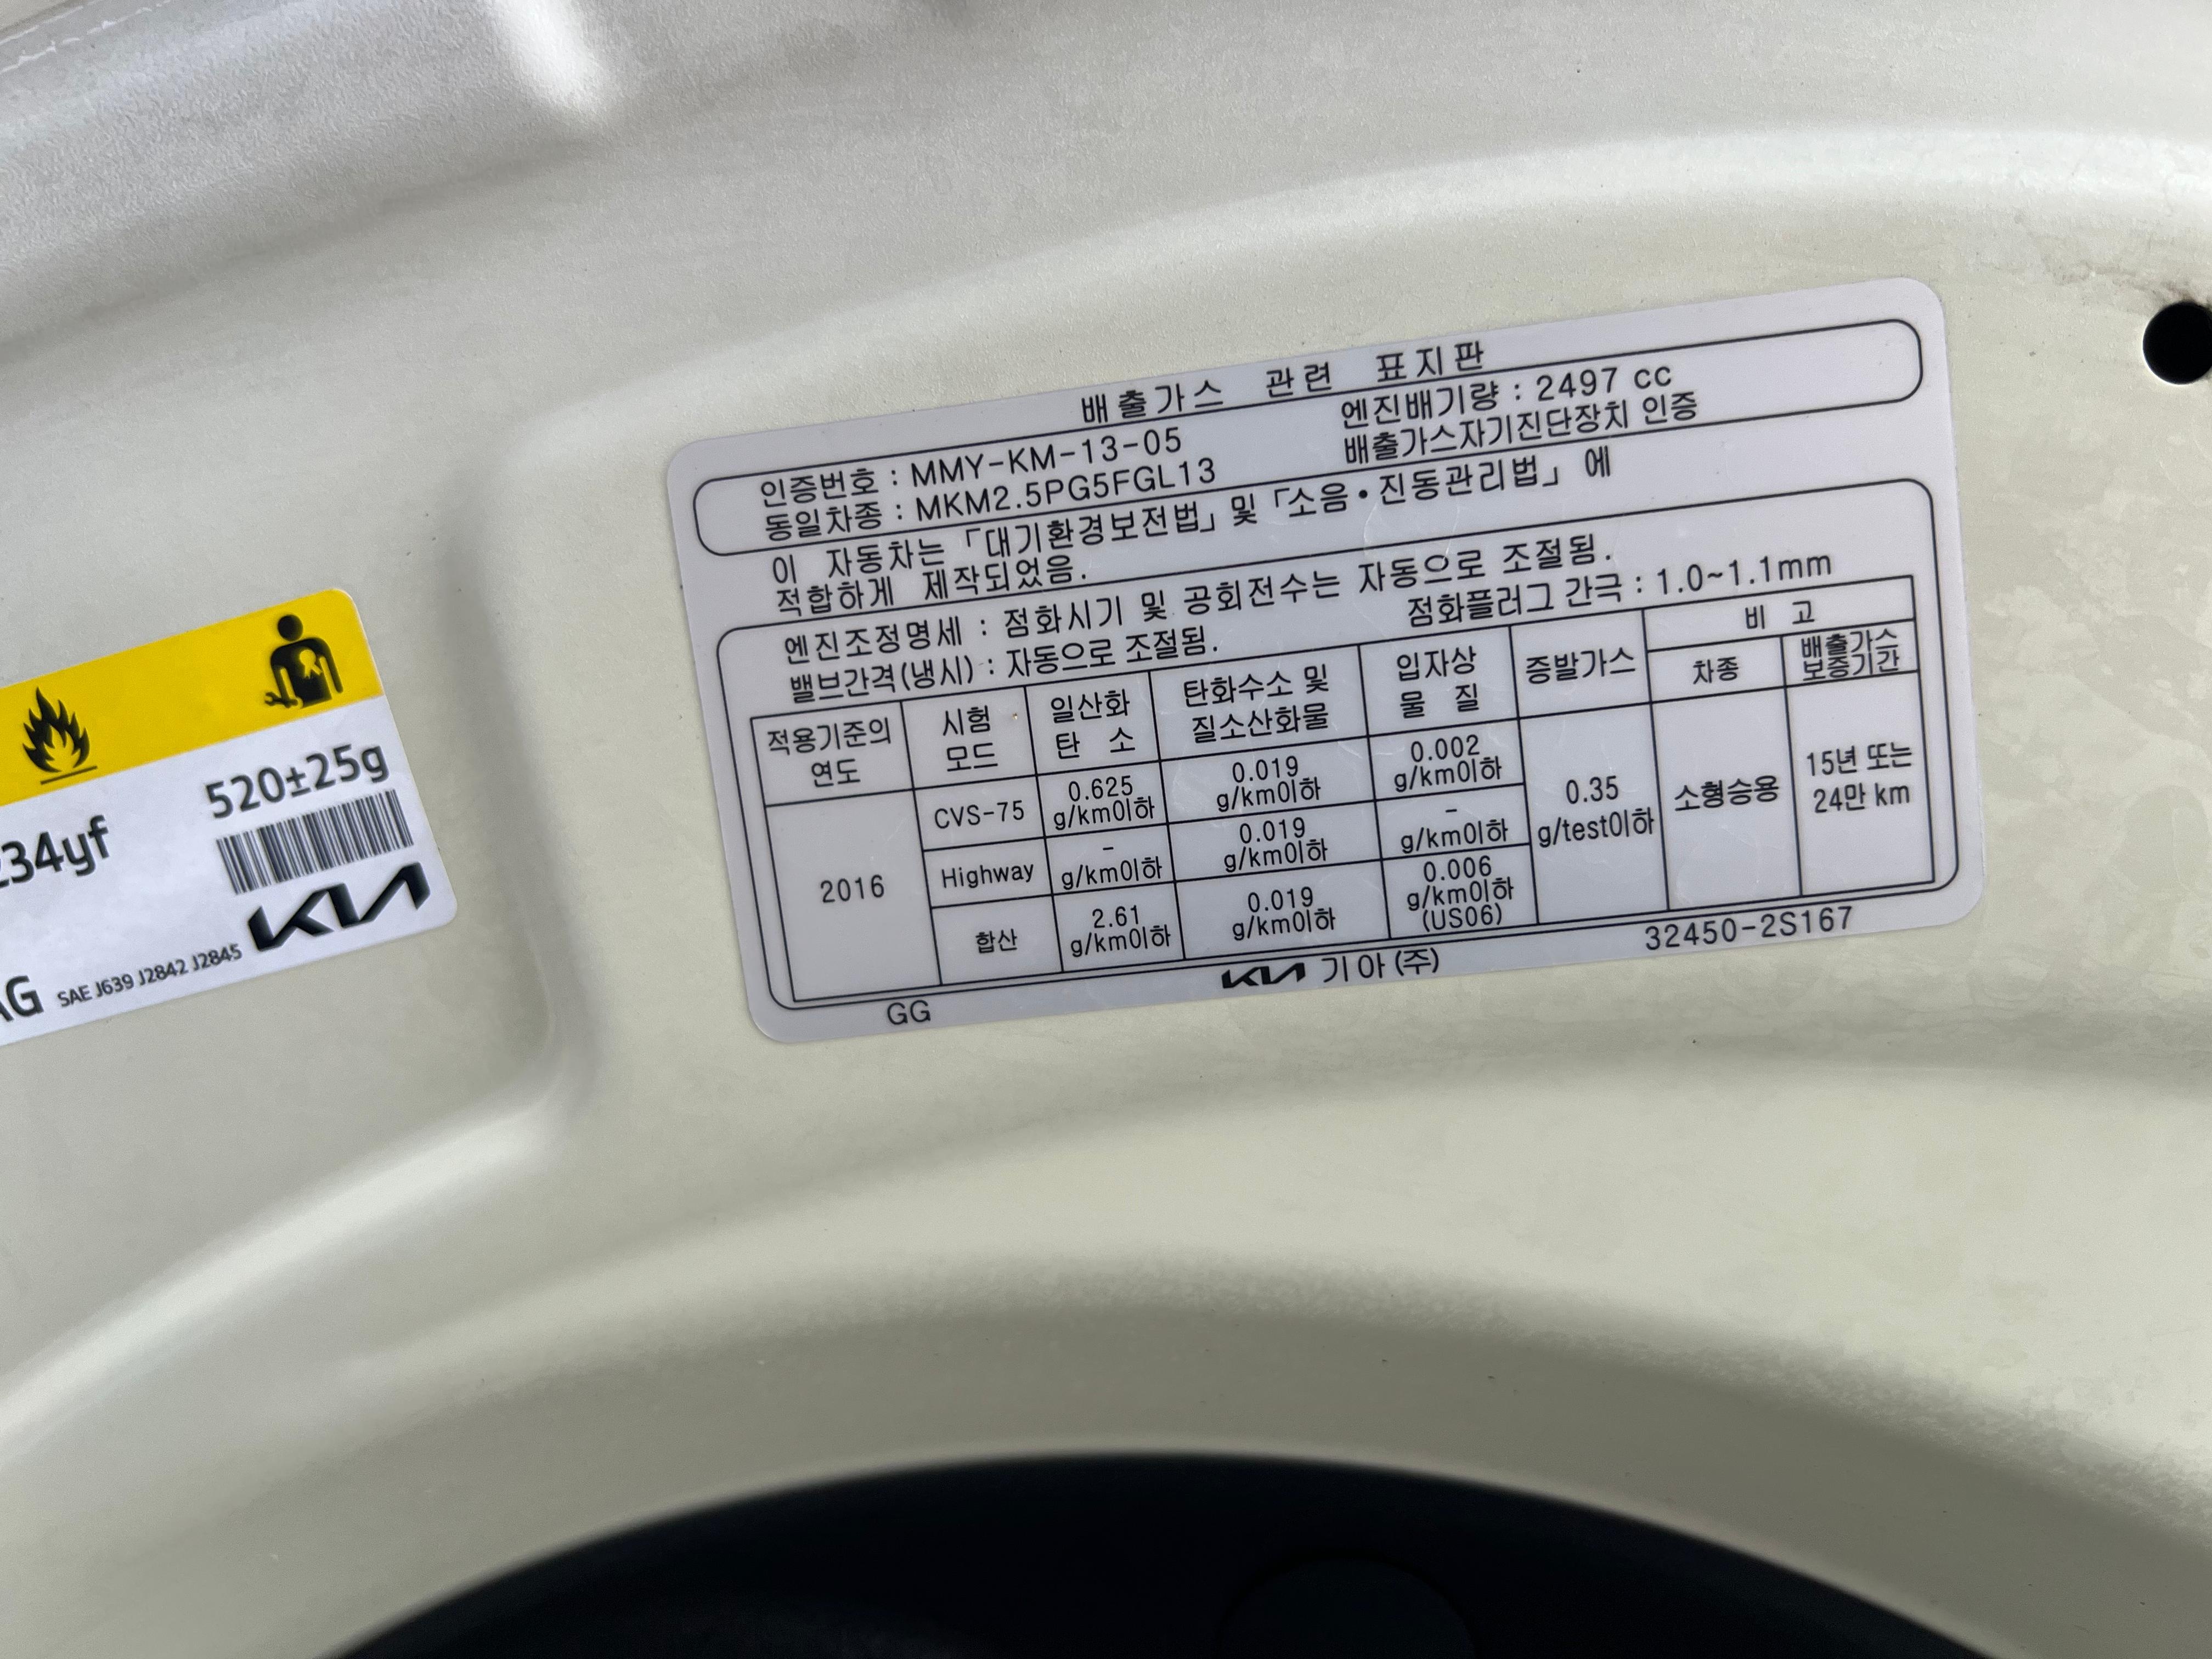 520±25g
234yf
KIA
AG SAE J639 J2842 J2845
배출가스 관련 표지판
인증번호 : MMY-KM-13-05 엔진배기량 : 2497 cc
동일차종 : MKM2.5PG5FGL13 배출가스자기진단장치 인증
이 자동차는 「대기환경보전법」 및 「소음·진동관리법」 에
적합하게 제작되었음.
엔진조정명세 : 점화시기 및 공회전수는 자동으로 조절됨.
밸브간격(냉시) : 자동으로 조절됨. 점화플러그 간극 : 1.0~1.1mm
적용기준의 연도 시험 모드 일산화 탄 소 탄화수소 및 질소산화물 입자상 물 질 증발가스 비 고
차종 배출가스 보증기간
2016 CVS-75 0.625 g/km이하 0.019 g/km이하 0.002 g/km이하 0.35 g/test이하 소형승용 15년 또는 24만 km
Highway - g/km이하 0.019 g/km이하 - g/km이하
합산 2.61 g/km이하 0.019 g/km이하 0.006 g/km이하 (US06)
GG KIA 기아(주) 32450-2S167